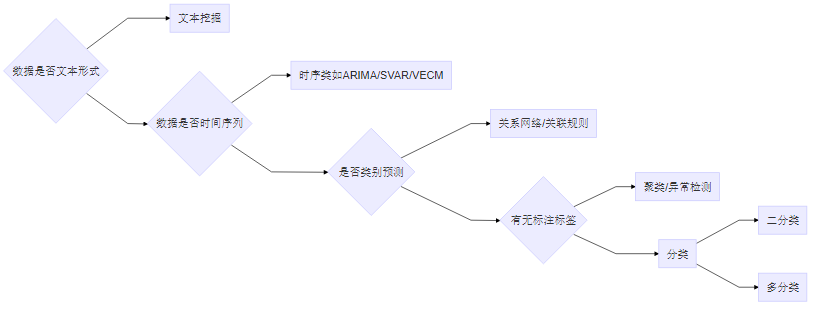 文本挖掘
数据是否文本形式
时序类如ARIMA/SVAR/VECM
数据是否时间序列
关系网络/关联规则
是否类别预测
聚类/异常检测
有无标注标签
二分类
分类
多分类